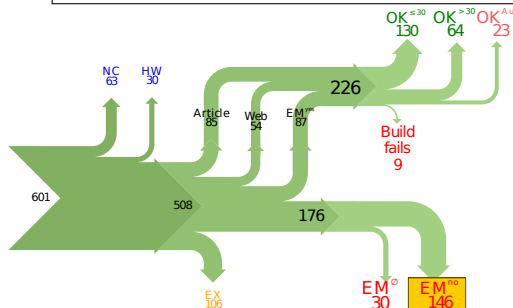 OK≤30
130
OK>30
64
OKAu
23
NC
63
HW
30
Article
85
Web
54
EMyes
87
226
Build
fails
9
601
508
176
EX
106
EM∅
30
EMno
146